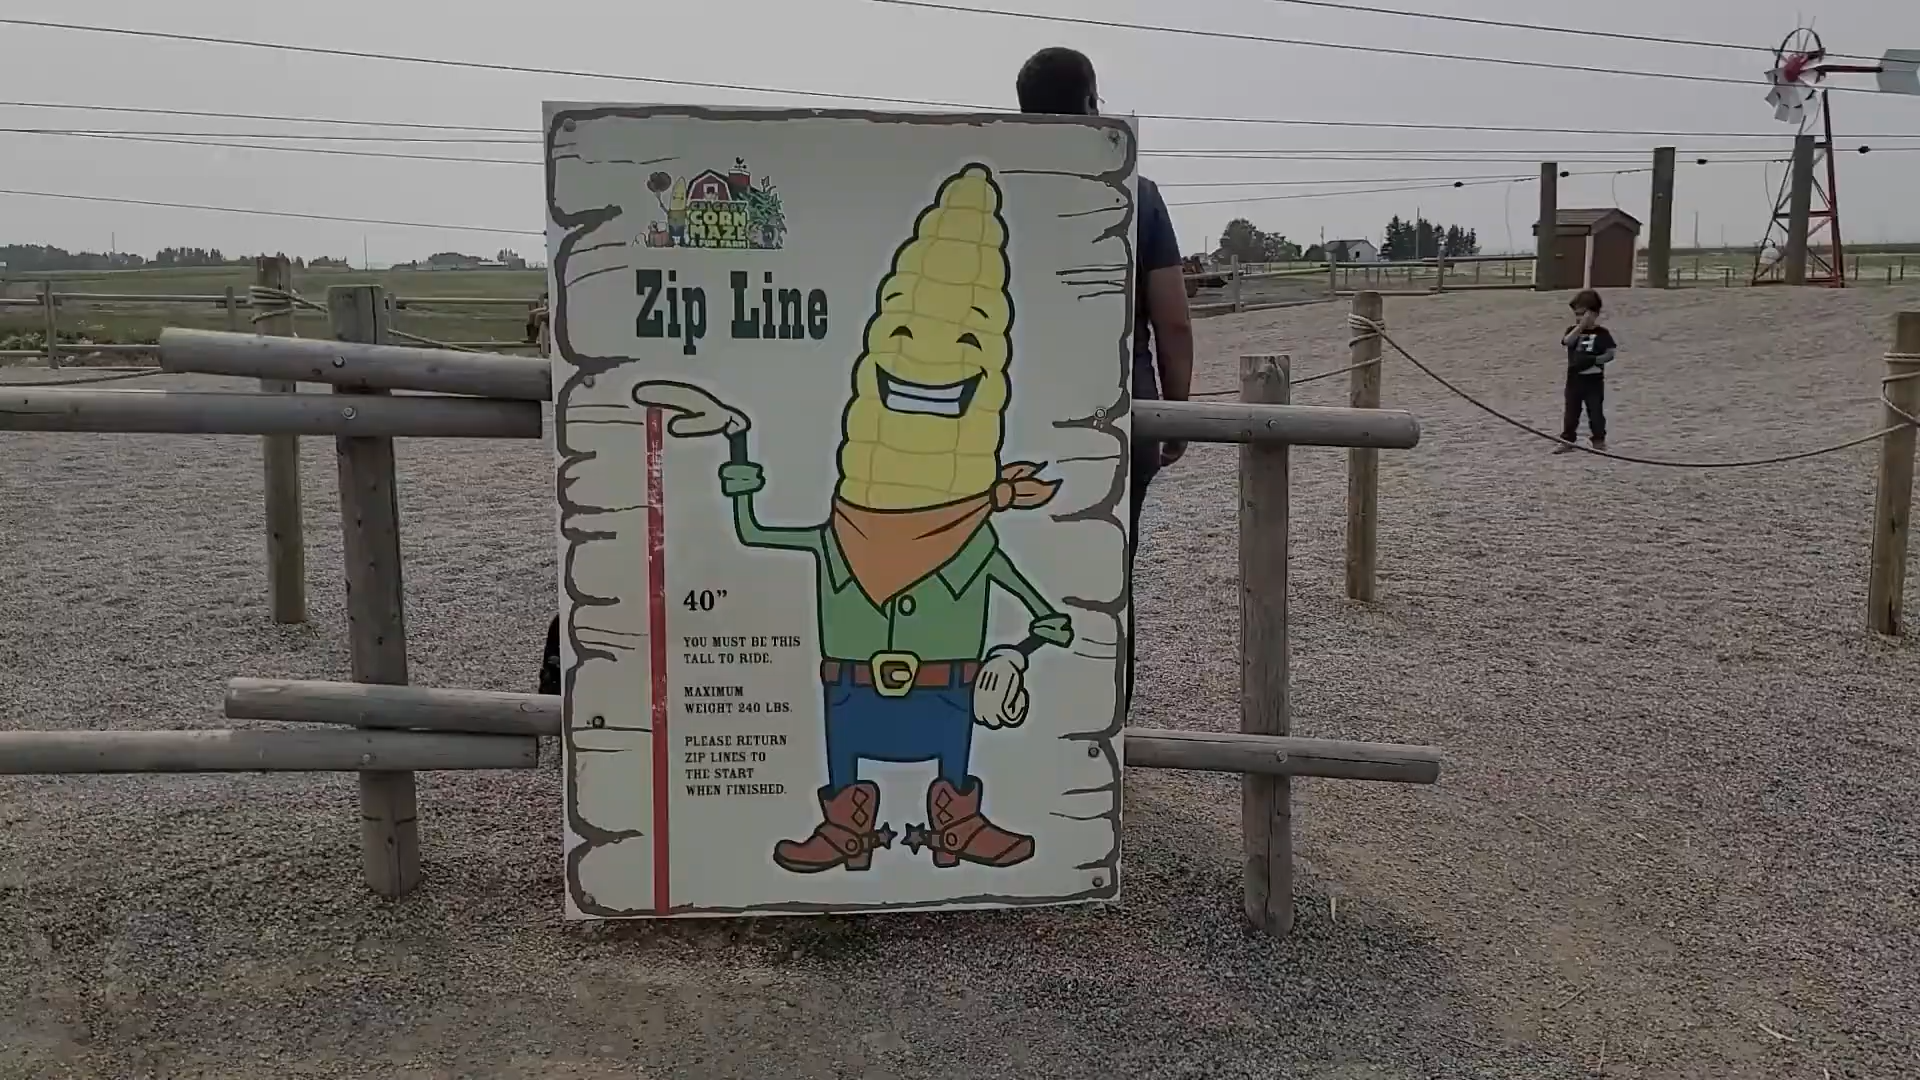 CALGARY
CORN
MAZE
& FUN FARM
Zip Line
40”
YOU MUST BE THIS
TALL TO RIDE.
MAXIMUM
WEIGHT 240 LBS.
PLEASE RETURN
ZIP LINES TO
THE START
WHEN FINISHED.